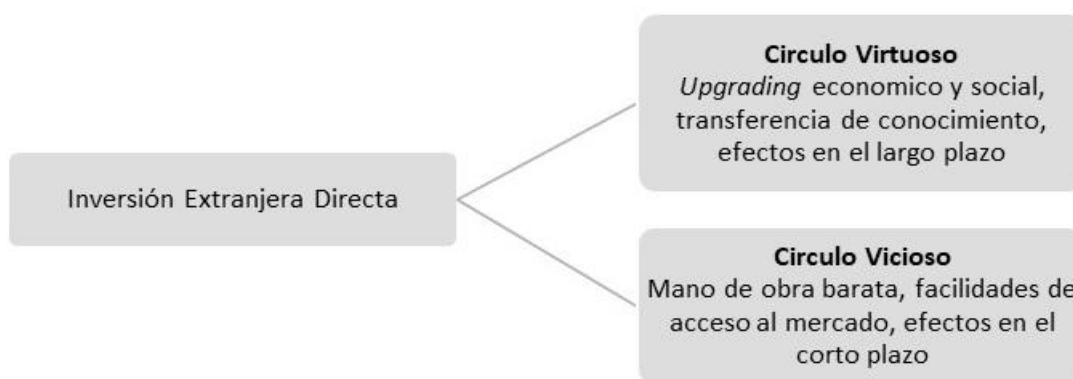 Inversión Extranjera Directa
Circulo Virtuoso
Upgrading economico y social,
transferencia de conocimiento,
efectos en el largo plazo
Circulo Vicioso
Mano de obra barata, facilidades de
acceso al mercado, efectos en el
corto plazo